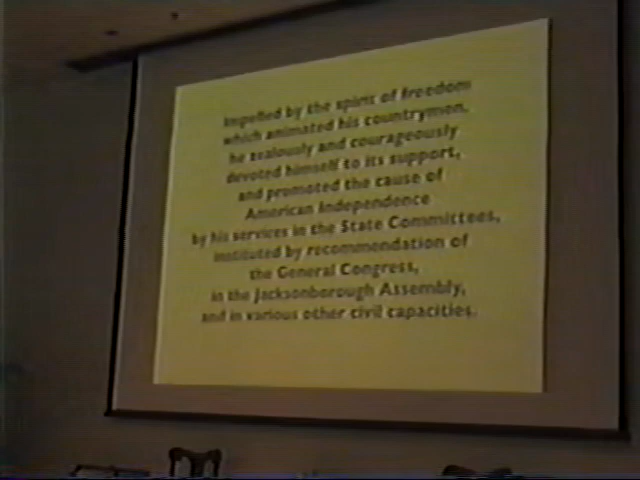 Impelled by the spirit of freedom
which animated his countrymen,
he zealously and courageously
devoted himself to its support,
and promoted the cause of
American Independence
by his services in the State Committees,
instituted by recommendation of
the General Congress,
in the Jacksonborough Assembly,
and in various other civil capacities.